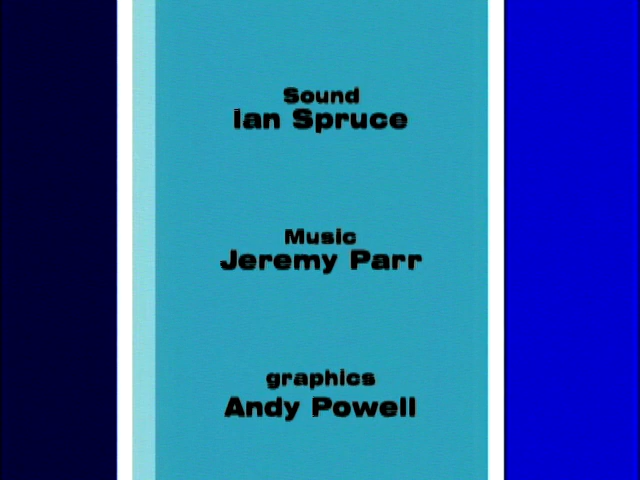 Sound
Ian Spruce
Music
Jeremy Parr
graphics
Andy Powell